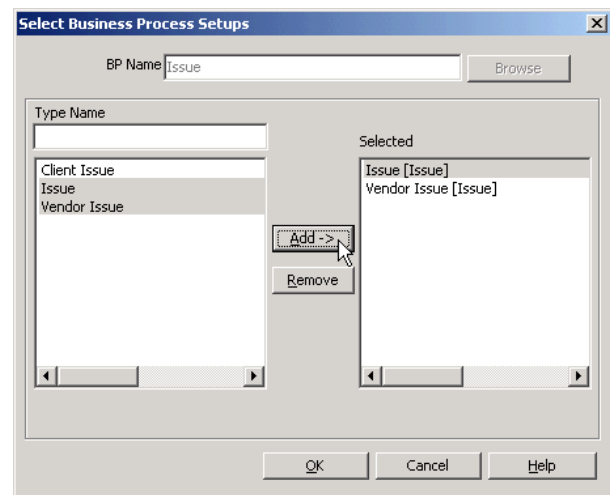 Select Business Process Setups
BP Name Issue Browse
Type Name
Selected
Client Issue
Issue
Vendor Issue
Issue [Issue]
Vendor Issue [Issue]
Add ->
Remove
OK Cancel Help